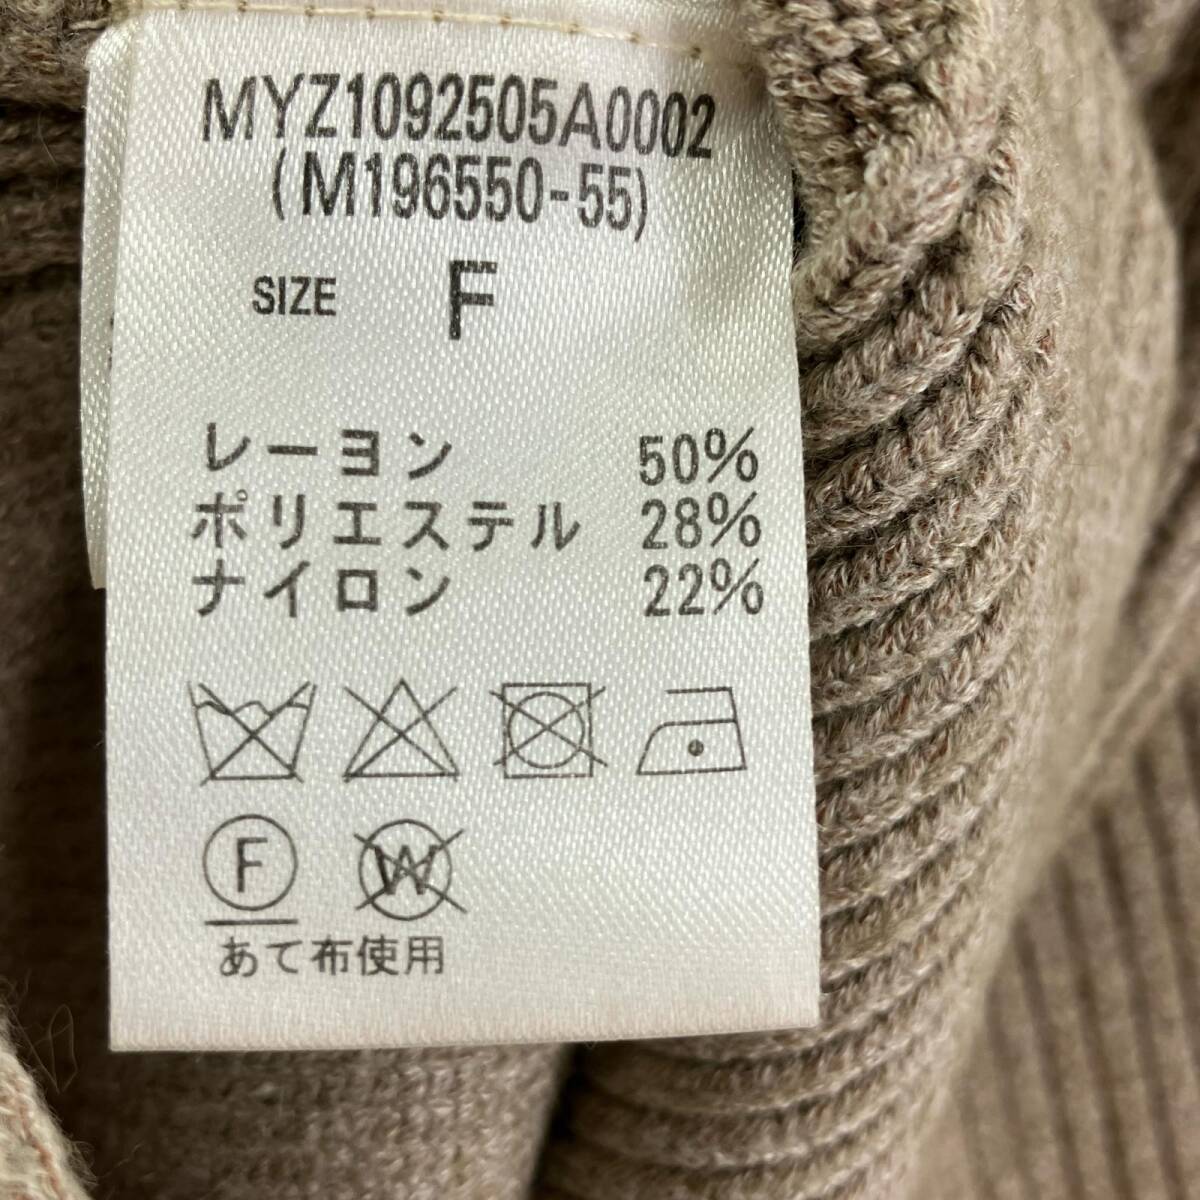 MYZ1092505A0002
(M196550-55)
SIZE F
レーヨン 50%
ポリエステル 28%
ナイロン 22%
F W
あて布使用